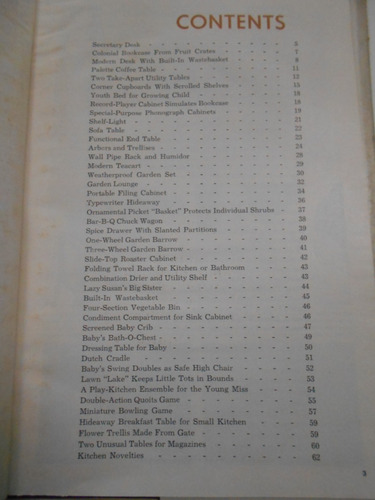 CONTENTS
Secretary Desk - - - - - - - - - - 5
Colonial Bookcase From Fruit Crates - - - - - 7
Modern Desk With Built-In Wastebasket - - - - - 9
Palette Coffee Table - - - - - - - - - 11
Two Take-Apart Utility Tables - - - - - - - 12
Corner Cupboards With Scrolled Shelves - - - - - 15
Youth Bed for Growing Child - - - - - - - 18
Record-Player Cabinet Simulates Bookcase - - - - - 18
Special-Purpose Phonograph Cabinets - - - - - - 19
Shelf-Light - - - - - - - - - - - 21
Sofa Table - - - - - - - - - - - 22
Functional End Table - - - - - - - - - 23
Arbors and Trellises - - - - - - - - - 24
Wall Pipe Rack and Humidor - - - - - - - 28
Modern Teacart - - - - - - - - - - 29
Weatherproof Garden Set - - - - - - - - 30
Garden Lounge - - - - - - - - - - 32
Portable Filing Cabinet - - - - - - - - 34
Typewriter Hideaway - - - - - - - - - 36
Ornamental Picket "Basket" Protects Individual Shrubs - - 37
Bar-B-Q Chuck Wagon - - - - - - - - - 38
Spice Drawer With Slanted Partitions - - - - - - 39
One-Wheel Garden Barrow - - - - - - - - 40
Three-Wheel Garden Barrow - - - - - - - - 41
Slide-Top Roaster Cabinet - - - - - - - - 42
Folding Towel Rack for Kitchen or Bathroom - - - - 43
Combination Drier and Utility Shelf - - - - - - 43
Lazy Susan's Big Sister - - - - - - - - 44
Built-In Wastebasket - - - - - - - - - 45
Four-Section Vegetable Bin - - - - - - - - 46
Condiment Compartment for Sink Cabinet - - - - - 46
Screened Baby Crib - - - - - - - - - 47
Baby's Bath-O-Chest - - - - - - - - - 49
Dressing Table for Baby - - - - - - - - 50
Dutch Cradle - - - - - - - - - - 51
Baby's Swing Doubles as Safe High Chair - - - - - 52
Lawn "Lake" Keeps Little Tots in Bounds - - - - - 53
A Play-Kitchen Ensemble for the Young Miss - - - - 54
Double-Action Quoits Game - - - - - - - - 55
Miniature Bowling Game - - - - - - - - 57
Hideaway Breakfast Table for Small Kitchen - - - - 59
Flower Trellis Made From Gate - - - - - - - 59
Two Unusual Tables for Magazines - - - - - - 60
Kitchen Novelties - - - - - - - - - 62
3